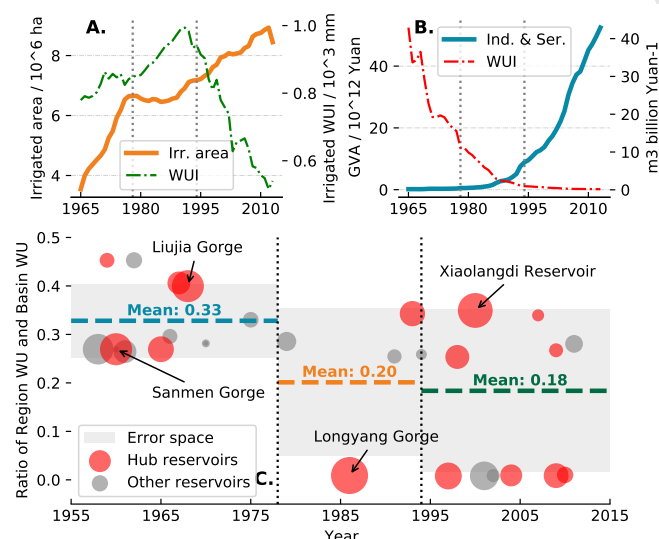 A.
Irrigated area / 10^6 ha
8
6
4
1965
1980
1995
2010
1.0
0.8
0.6
Irrigated WUI / 10^3 mm
Irr. area
WUI
B.
GVA / 10^12 Yuan
40
20
0
1965
1980
1995
2010
40
30
20
10
0
m3 billion Yuan-1
Ind. & Ser.
WUI
Ratio of Region WU and Basin WU
0.5
0.4
0.3
0.2
0.1
0.0
Liujia Gorge
Xiaolangdi Reservoir
Mean: 0.33
Mean: 0.20
Mean: 0.18
Sanmen Gorge
Longyang Gorge
Error space
Hub reservoirs
Other reservoirs
C.
1955
1965
1975
1985
1995
2005
2015
Year